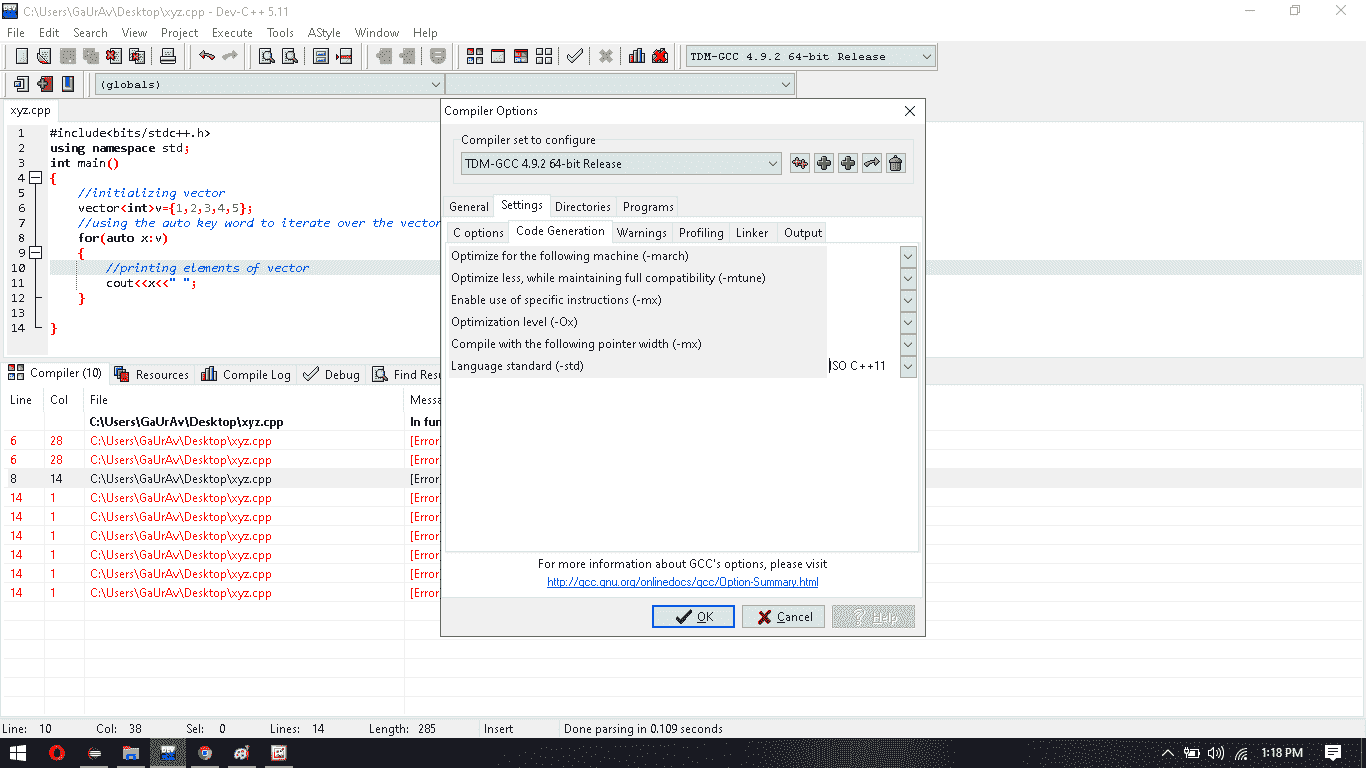 C:\Users\GaUrAv\Desktop\xyz.cpp - Dev-C++ 5.11
File Edit Search View Project Execute Tools AStyle Window Help
TDM-GCC 4.9.2 64-bit Release
(globals)
xyz.cpp
1 #include<bits/stdc++.h>
2 using namespace std;
3 int main()
4 {
5 //initializing vector
6 vector<int>v={1,2,3,4,5};
7 //using the auto key word to iterate over the vector
8 for(auto x:v)
9 {
10 //printing elements of vector
11 cout<<x<<" ";
12 }
13
14 }
Compiler Options
Compiler set to configure
TDM-GCC 4.9.2 64-bit Release
General Settings Directories Programs
C options Code Generation Warnings Profiling Linker Output
Optimize for the following machine (-march)
Optimize less, while maintaining full compatibility (-mtune)
Enable use of specific instructions (-mx)
Optimization level (-Ox)
Compile with the following pointer width (-mx)
Language standard (-std) ISO C++11
For more information about GCC's options, please visit
http://gcc.gnu.org/onlinedocs/gcc/Option-Summary.html
OK Cancel Help
Compiler (10) Resources Compile Log Debug Find Resu
Line Col File Messa
C:\Users\GaUrAv\Desktop\xyz.cpp In fun
6 28 C:\Users\GaUrAv\Desktop\xyz.cpp [Error
6 28 C:\Users\GaUrAv\Desktop\xyz.cpp [Error
8 14 C:\Users\GaUrAv\Desktop\xyz.cpp [Error
14 1 C:\Users\GaUrAv\Desktop\xyz.cpp [Error
14 1 C:\Users\GaUrAv\Desktop\xyz.cpp [Error
14 1 C:\Users\GaUrAv\Desktop\xyz.cpp [Error
14 1 C:\Users\GaUrAv\Desktop\xyz.cpp [Error
14 1 C:\Users\GaUrAv\Desktop\xyz.cpp [Error
14 1 C:\Users\GaUrAv\Desktop\xyz.cpp [Error
Line: 10 Col: 38 Sel: 0 Lines: 14 Length: 285 Insert Done parsing in 0.109 seconds
1:18 PM